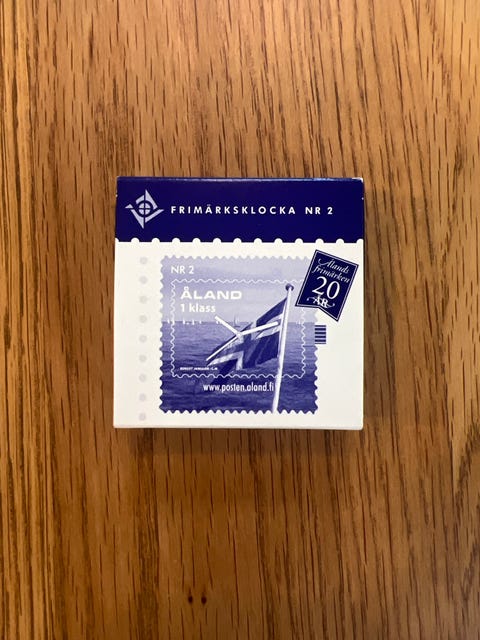 FRIMÄRKSKLOCKA NR 2
Ålands
frimärken
20
ÅR
NR 2
ÅLAND
1 klass
www.posten.aland.fi